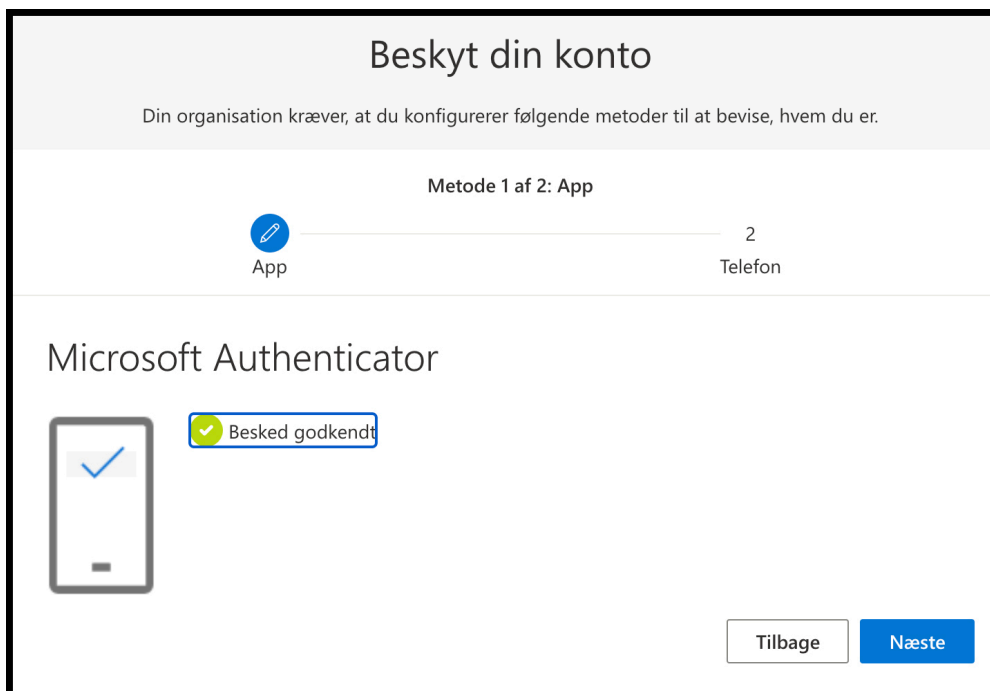 Beskyt din konto
Din organisation kræver, at du konfigurerer følgende metoder til at bevise, hvem du er.
Metode 1 af 2: App
2
App
Telefon
Microsoft Authenticator
Besked godkendt
Tilbage
Næste